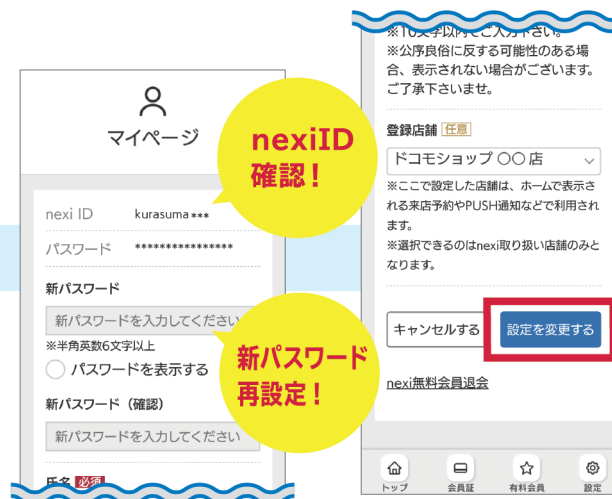 マイページ
nexi ID kurasuma***
パスワード ****************
新パスワード
新パスワードを入力してください
※半角英数6文字以上
パスワードを表示する
新パスワード（確認）
新パスワードを入力してください
氏名 必須
nexiID
確認！
新パスワード
再設定！
※10文字以内でご入力下さい。
※公序良俗に反する可能性のある場
合、表示されない場合がございます。
ご了承下さいませ。
登録店舗 任意
ドコモショップ 〇〇店
※ここで設定した店舗は、ホームで表示さ
れる来店予約やPUSH通知などで利用され
ます。
※選択できるのはnexi取り扱い店舗のみと
なります。
キャンセルする 設定を変更する
nexi無料会員退会
トップ 会員証 有料会員 設定